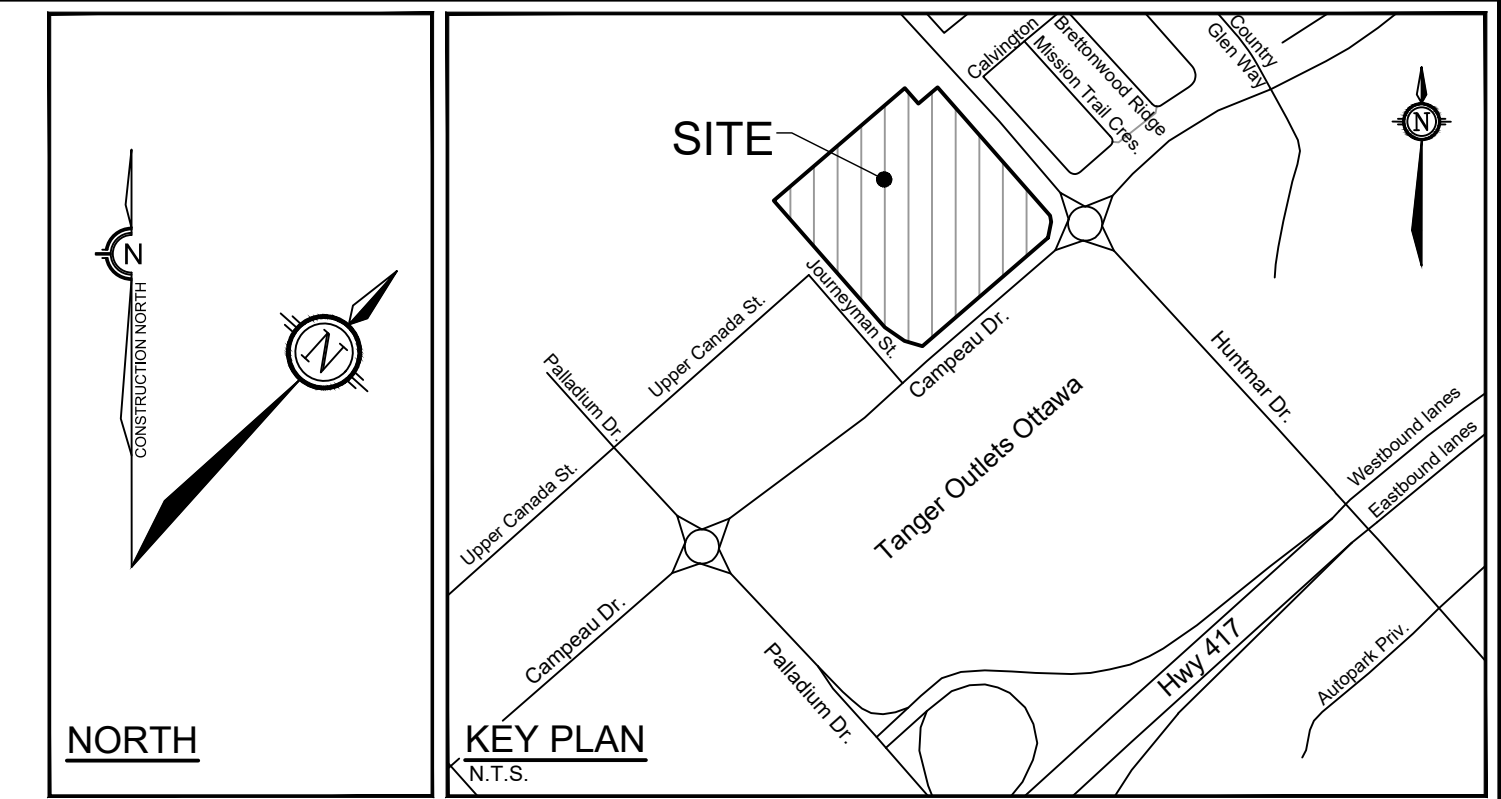 N
CONSTRUCTION NORTH
N
NORTH
SITE
Calvington
Brettonwood Ridge
Mission Trail Cres.
Country
Glen Way
N
Journeyman St.
Upper Canada St.
Campeau Dr.
Palladium Dr.
Huntmar Dr.
Tanger Outlets Ottawa
Westbound lanes
Eastbound lanes
Upper Canada St.
Campeau Dr.
Palladium Dr.
Hwy 417
Autopark Priv.
KEY PLAN
N.T.S.